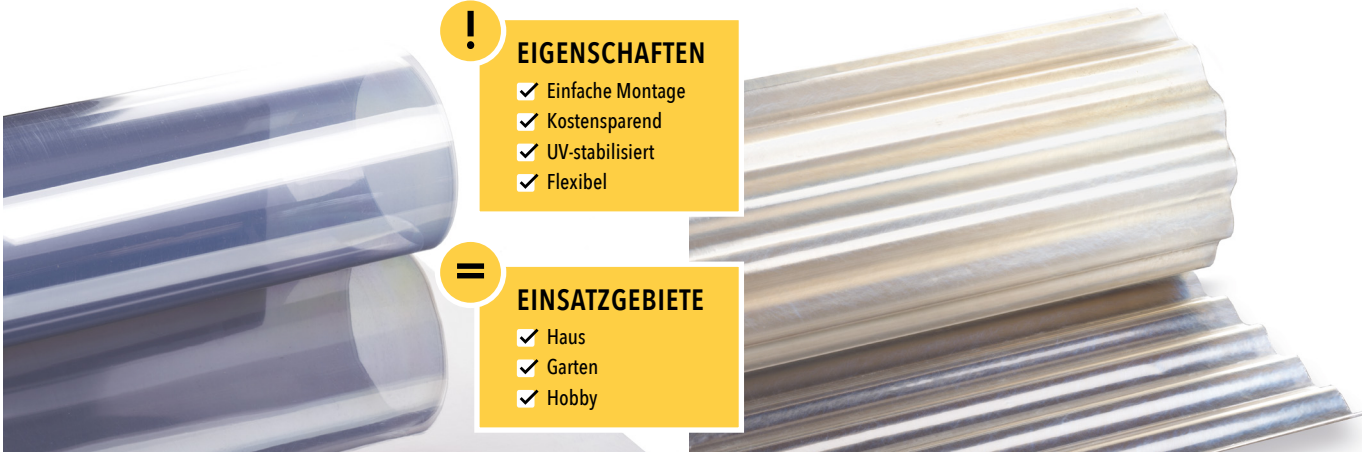 !
EIGENSCHAFTEN
Einfache Montage
Kostensparend
UV-stabilisiert
Flexibel
=
EINSATZGEBIETE
Haus
Garten
Hobby